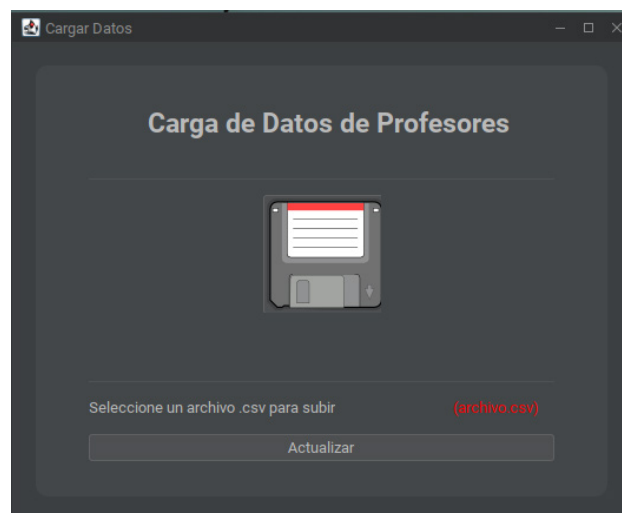 Cargar Datos
Carga de Datos de Profesores
Seleccione un archivo .csv para subir (archivo.csv)
Actualizar